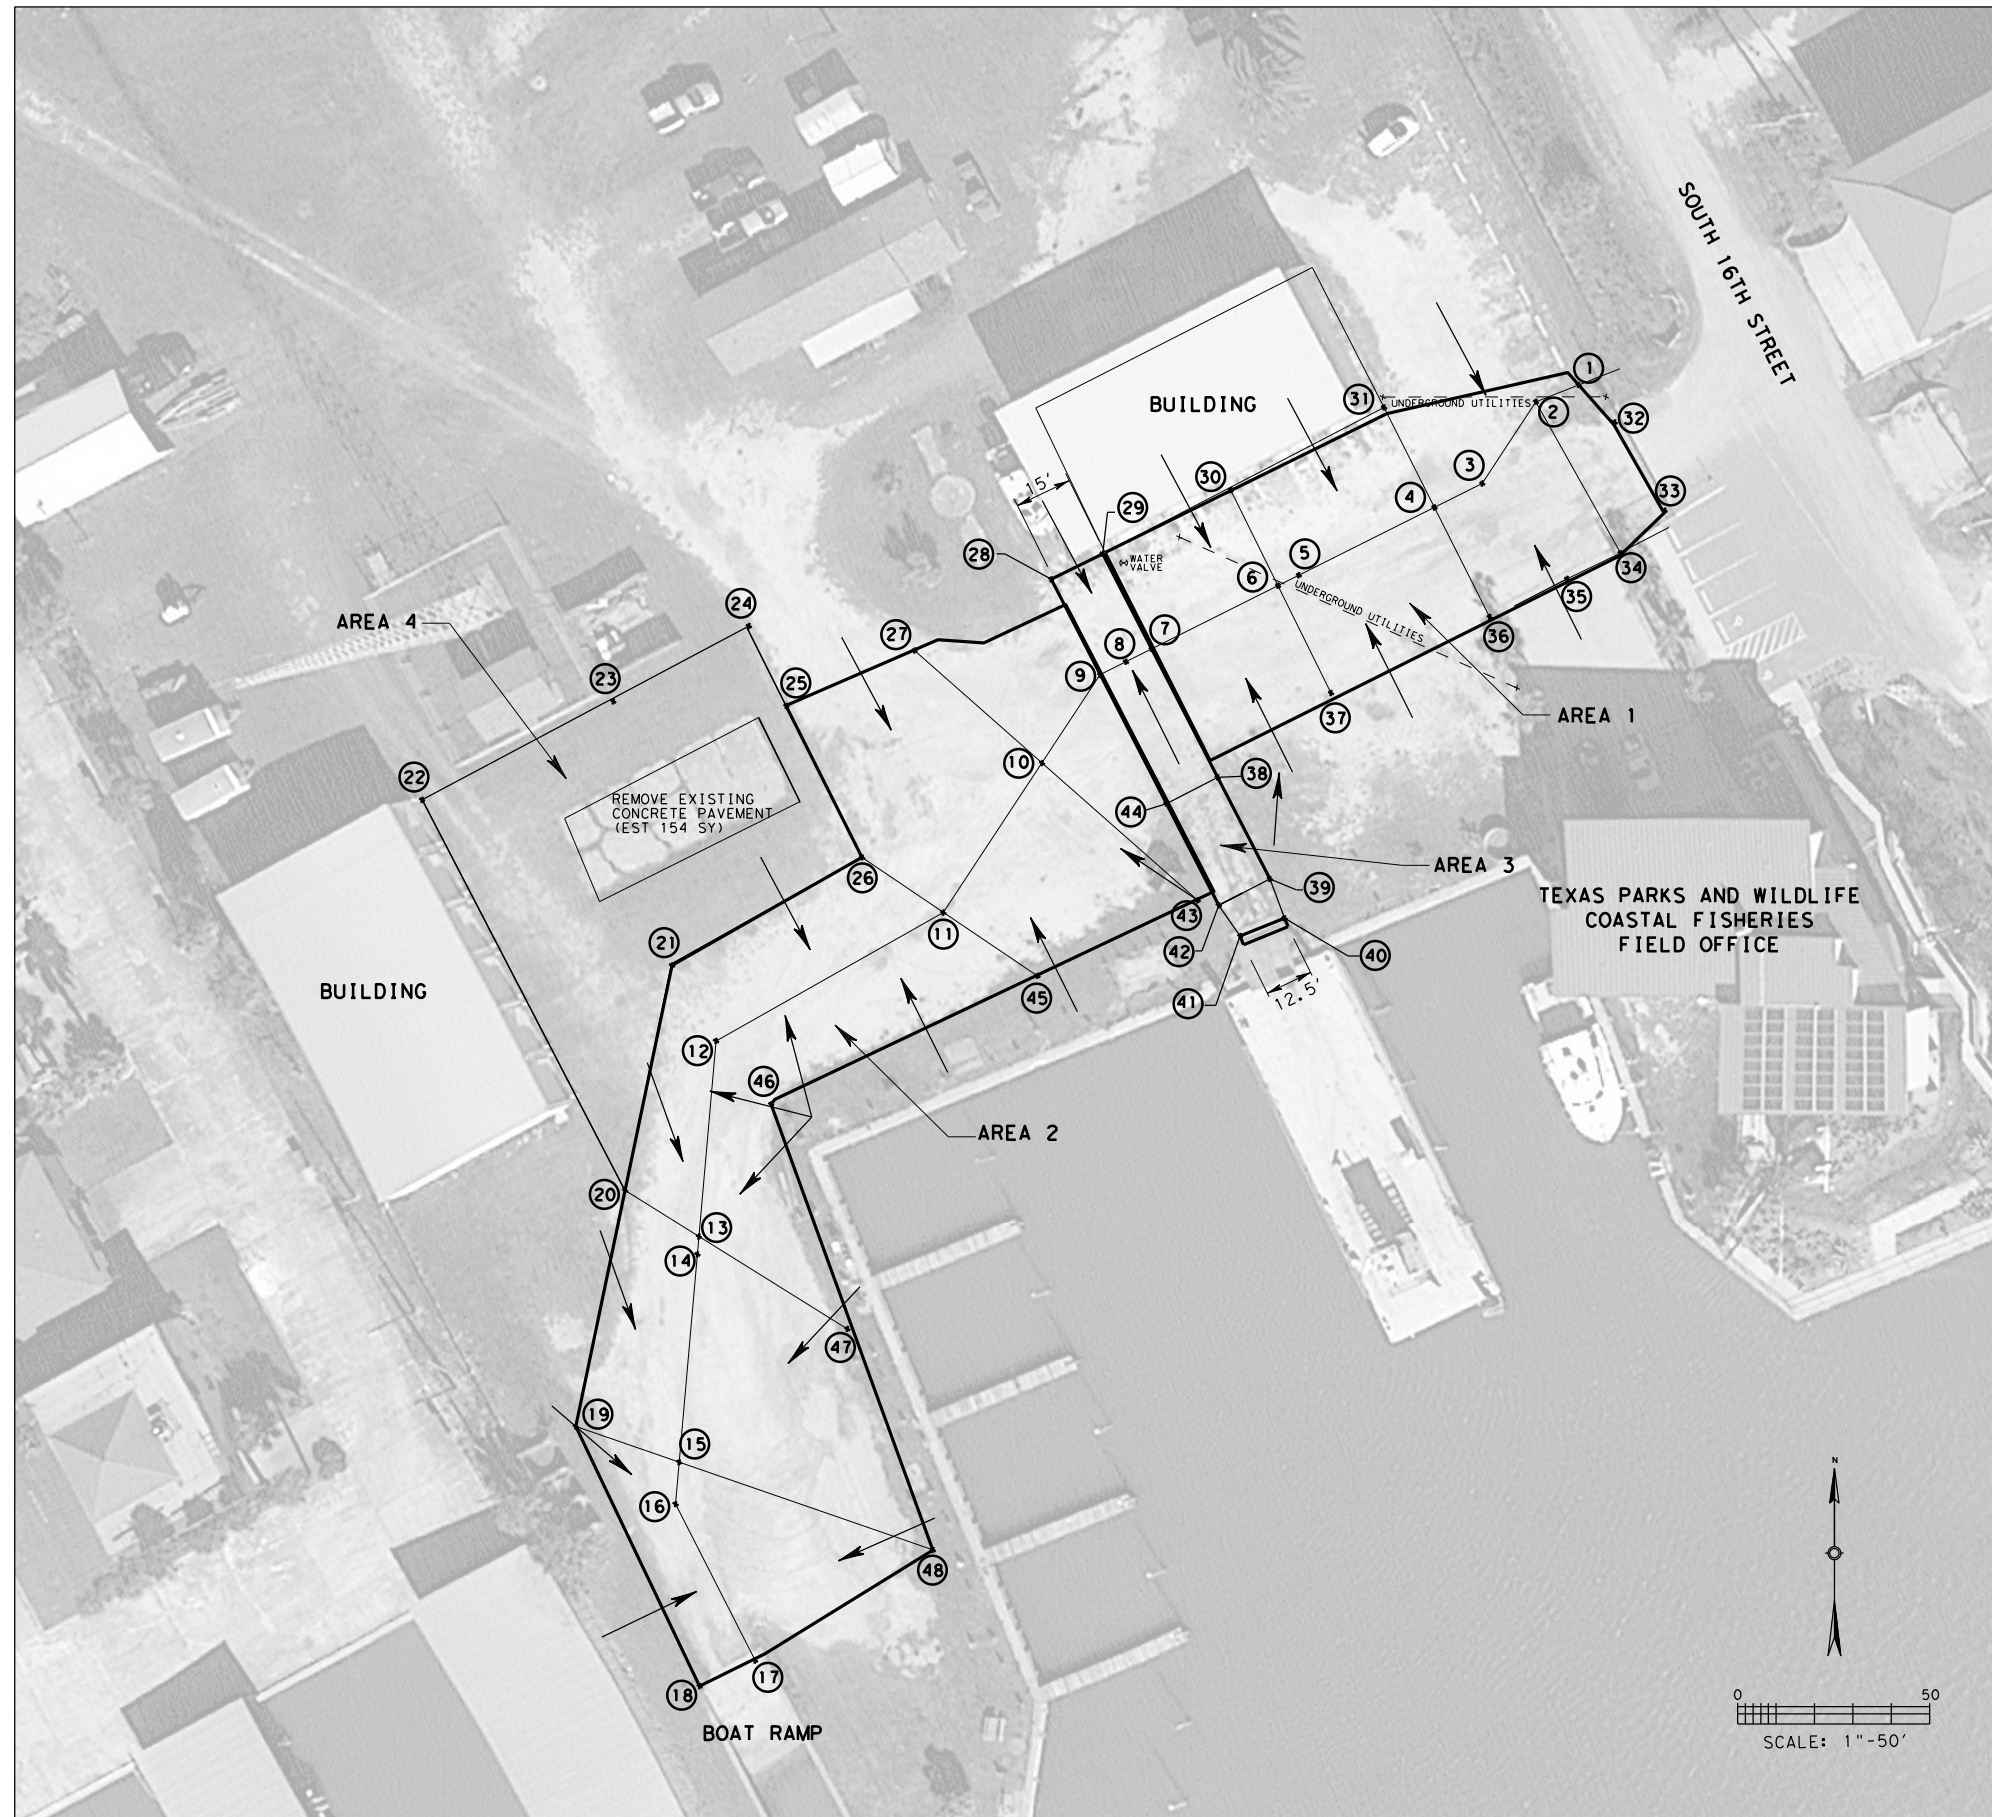 SOUTH 16TH STREET
1
31
BUILDING
UNDERGROUND UTILITIES
2
32
3
30
15'
4
33
29
28
WATER
VALVE
5
6
34
UNDERGROUND UTILITIES
35
24
AREA 4
27
7
8
36
9
23
25
37
AREA 1
22
10
38
REMOVE EXISTING
CONCRETE PAVEMENT
(EST 154 SY)
44
AREA 3
26
39
TEXAS PARKS AND WILDLIFE
COASTAL FISHERIES
FIELD OFFICE
43
11
21
42
40
BUILDING
45
41
12.5'
12
46
AREA 2
20
13
14
47
19
15
16
N
48
17
18
BOAT RAMP
0 50
SCALE: 1"-50'